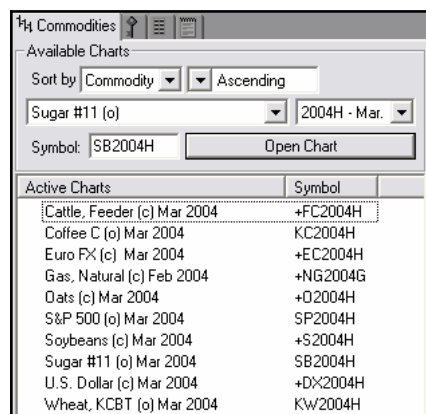 Commodities
Available Charts
Sort by Commodity Ascending
Sugar #11 (o) 2004H - Mar.
Symbol: SB2004H Open Chart
Active Charts Symbol
Cattle, Feeder (c) Mar 2004 +FC2004H
Coffee C (o) Mar 2004 KC2004H
Euro FX (c) Mar 2004 +EC2004H
Gas, Natural (c) Feb 2004 +NG2004G
Oats (c) Mar 2004 +O2004H
S&P 500 (o) Mar 2004 SP2004H
Soybeans (c) Mar 2004 +S2004H
Sugar #11 (o) Mar 2004 SB2004H
U.S. Dollar (c) Mar 2004 +DX2004H
Wheat, KCBT (o) Mar 2004 KW2004H